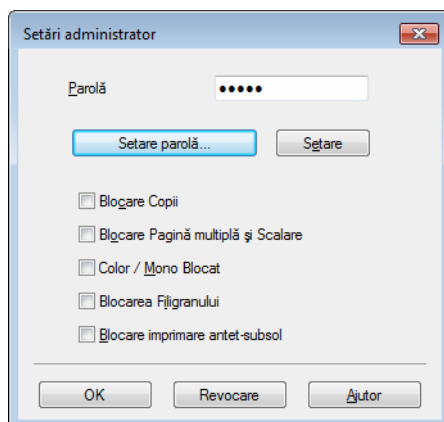 Setări administrator
Parolă
Setare parolă...
Setare
Blocare Copii
Blocare Pagină multiplă şi Scalare
Color / Mono Blocat
Blocarea Filigranului
Blocare imprimare antet-subsol
OK
Revocare
Ajutor